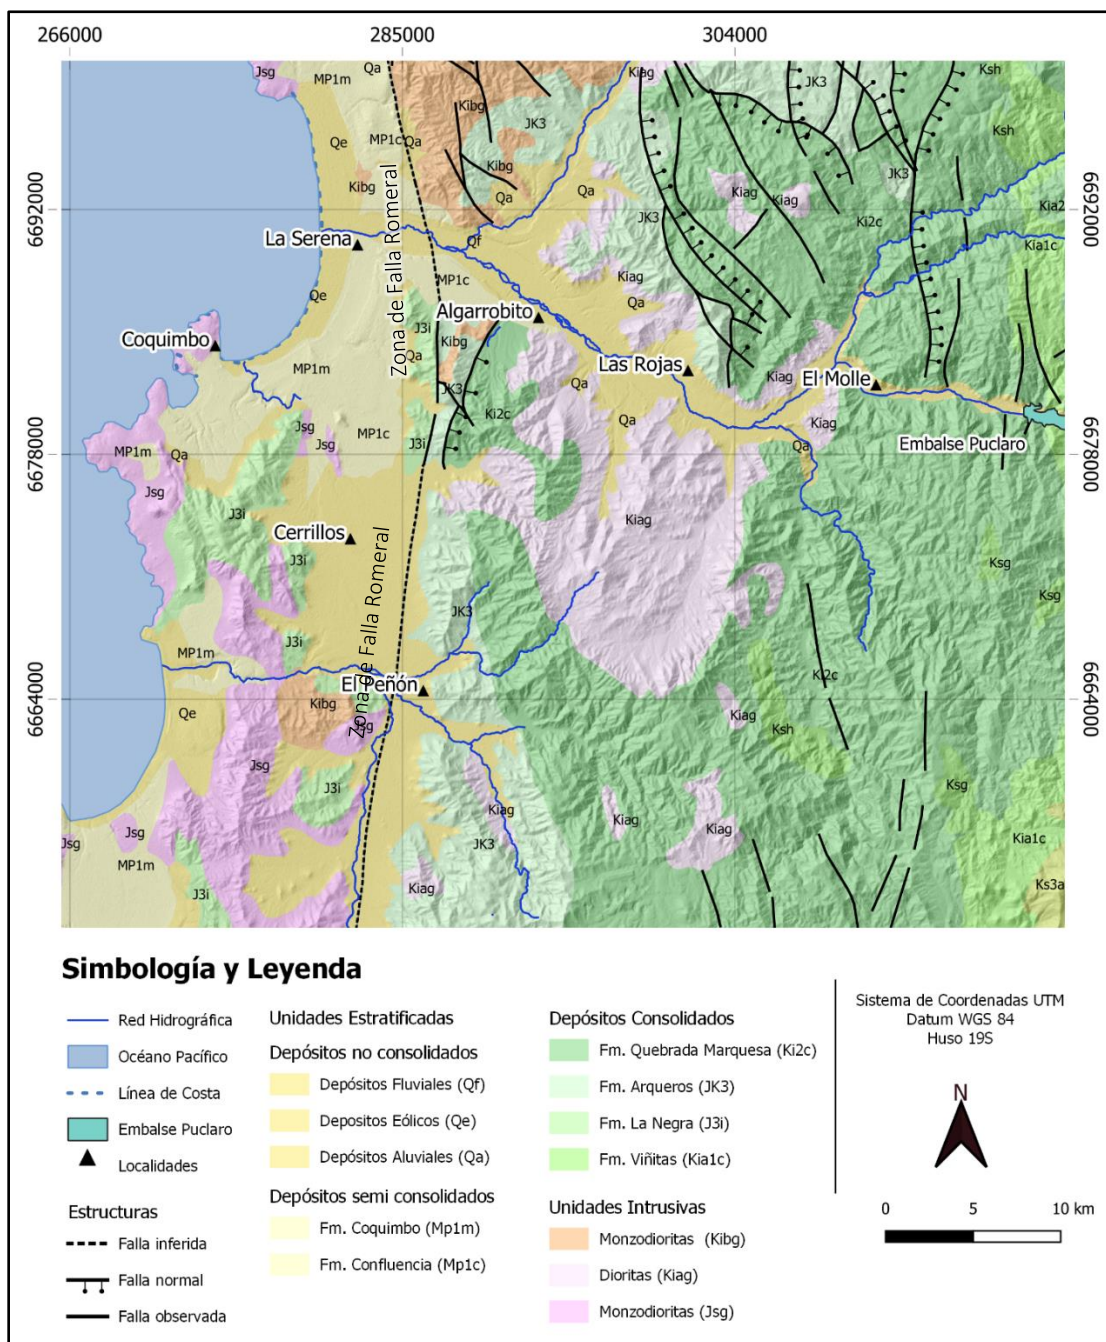 266000
285000
304000
Jsg
MP1m
Qa
Kiag
Ksh
JK3
Kibg
JK3
Ksh
Qe
MP1c
Qa
Kibg
JK3
Kibg
Qa
Qa
Kiag
Kiag
Kia2
6692000
6692000
JK3
Ki2c
La Serena
Qf
Kia1c
Zona de Falla Romeral
MP1c
Kiag
Qe
Qa
Algarrobito
Coquimbo
J3i
Qa
Kibg
MP1m
Las Rojas
Kiag
El Molle
JK3
Qa
Ki2c
Kiag
Jsg
Jsg
MP1c
J3i
Qa
Embalse Puclaro
MP1m
Qa
Qa
6678000
6678000
Jsg
J3i
Kiag
Cerrillos
J3i
Ksg
Ksg
Zona de Falla Romeral
JK3
J3i
MP1m
Ki2c
El Peñón
6664000
6664000
Qe
Kibg
Jsg
Kiag
Ksh
Jsg
J3i
Ksg
Jsg
Jsg
MP1m
Kiag
Kiag
Kiag
JK3
Kia1c
J3i
Kiag
Ks3a
Simbología y Leyenda
Red Hidrográfica
Océano Pacífico
Línea de Costa
Embalse Puclaro
Localidades
Estructuras
Falla inferida
Falla normal
Falla observada
Unidades Estratificadas
Depósitos no consolidados
Depósitos Fluviales (Qf)
Depositos Eólicos (Qe)
Depósitos Aluviales (Qa)
Depósitos semi consolidados
Fm. Coquimbo (Mp1m)
Fm. Confluencia (Mp1c)
Depósitos Consolidados
Fm. Quebrada Marquesa (Ki2c)
Fm. Arqueros (JK3)
Fm. La Negra (J3i)
Fm. Viñitas (Kia1c)
Unidades Intrusivas
Monzodioritas (Kibg)
Dioritas (Kiag)
Monzodioritas (Jsg)
Sistema de Coordenadas UTM
Datum WGS 84
Huso 19S
N
0 5 10 km